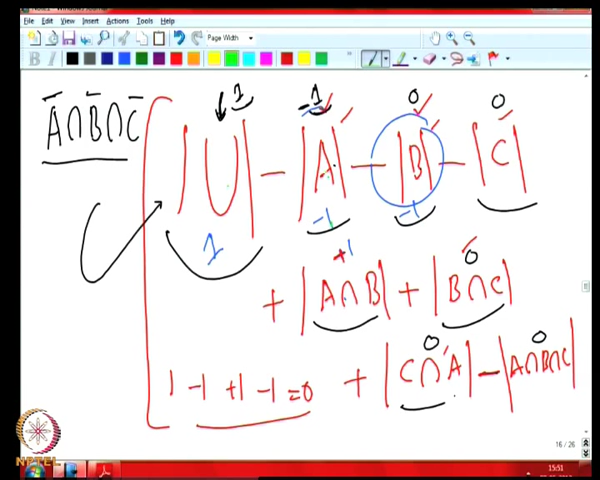 File Edit View Insert Actions Tools Help
Page Width
B
Ā∩B̄∩C̄
1 -1 0 0
|U| - |A| - |B| - |C|
1 -1 -1
+1 0
+ |A∩B| + |B∩C|
0 0
1 -1 +1 -1 = 0 + |C∩A| - |A∩B∩C|
16 / 26
NPTEL
15:51